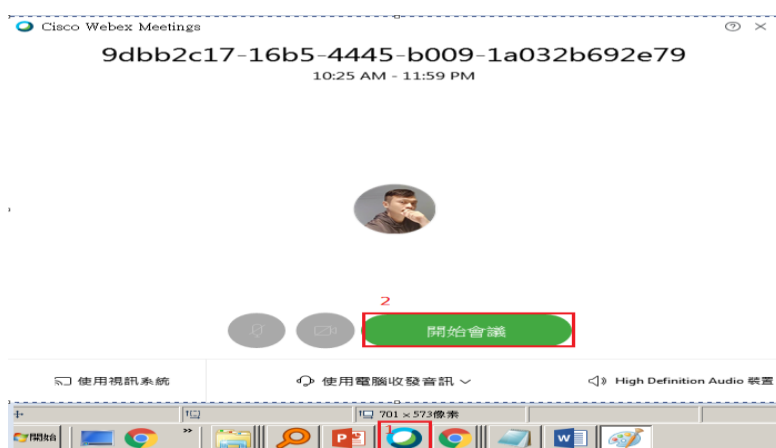 Cisco Webex Meetings
9dbb2c17-16b5-4445-b009-1a032b692e79
10:25 AM - 11:59 PM
2
開始會議
使用視訊系統
使用電腦收發音訊
High Definition Audio 裝置
701 × 573像素
開始
1